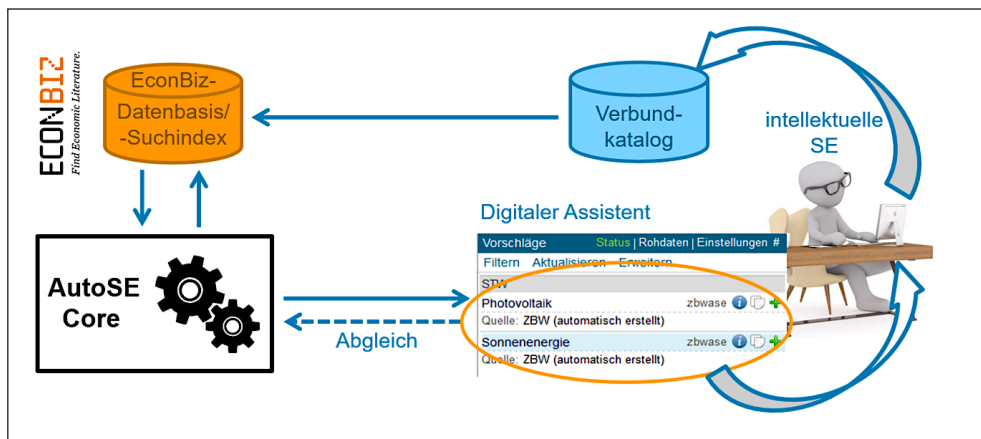 ECONBIZ
Find Economic Literature.
EconBiz-
Datenbasis/
-Suchindex
Verbund-
katalog
intellektuelle
SE
Digitaler Assistent
Vorschläge Status | Rohdaten | Einstellungen #
Filtern Aktualisieren Erweitern
STW
Photovoltaik zbwase
Quelle: ZBW (automatisch erstellt)
Sonnenenergie zbwase
Quelle: ZBW (automatisch erstellt)
AutoSE
Core
Abgleich